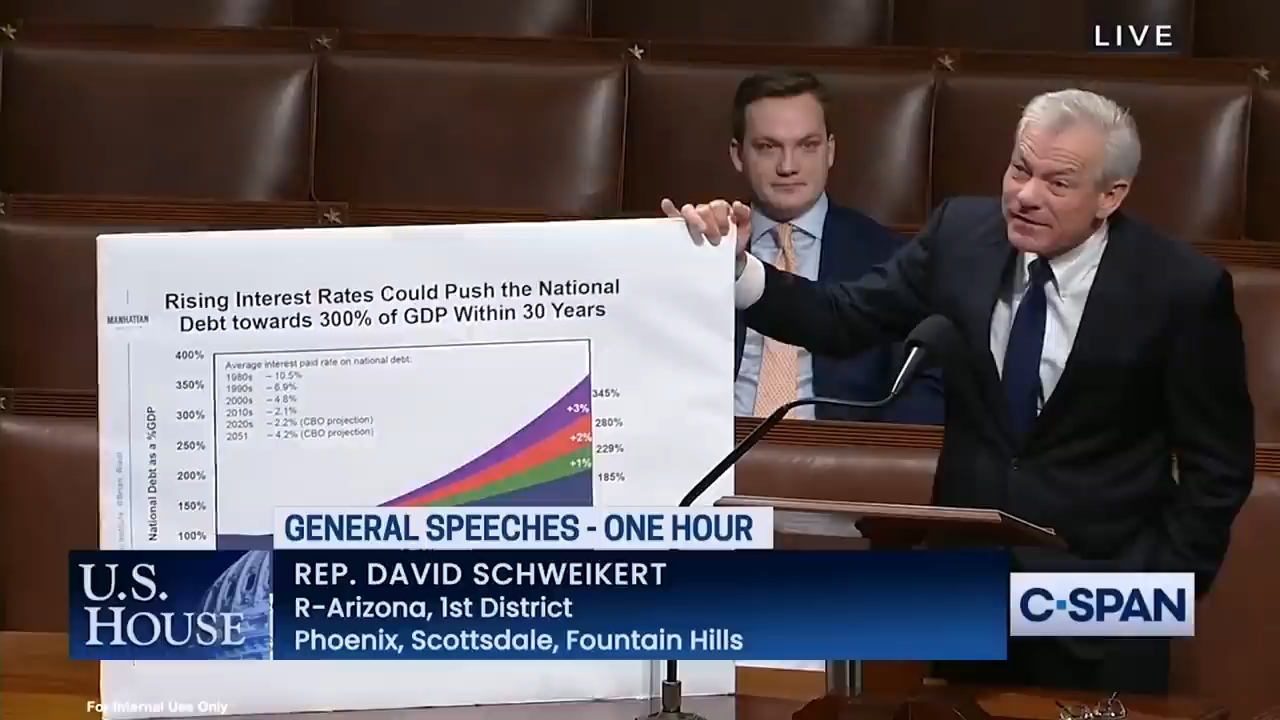 LIVE
Rising Interest Rates Could Push the National
Debt towards 300% of GDP Within 30 Years
MANHATTAN
400%
350%
300%
250%
200%
150%
100%
National Debt as a %GDP
Average interest paid rate on national debt:
1980s – 10.5%
1990s – 6.9%
2000s – 4.8%
2010s – 2.1%
2020s – 2.2% (CBO projection)
2051 – 4.2% (CBO projection)
+3%
+2%
+1%
345%
280%
229%
185%
GENERAL SPEECHES - ONE HOUR
U.S.
HOUSE
REP. DAVID SCHWEIKERT
R-Arizona, 1st District
Phoenix, Scottsdale, Fountain Hills
C-SPAN
For Internal Use Only